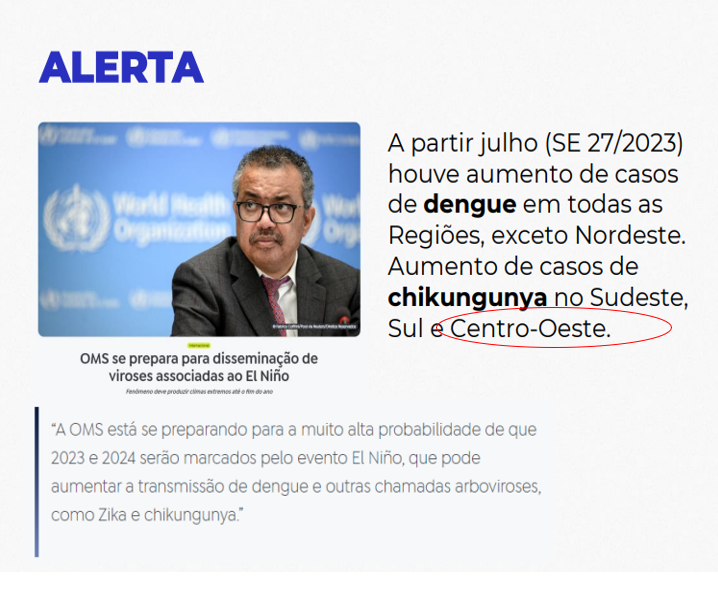 ALERTA
World Health
Organization
A partir julho (SE 27/2023)
houve aumento de casos
de dengue em todas as
Regiões, exceto Nordeste.
Aumento de casos de
chikungunya no Sudeste,
Sul e Centro-Oeste.
OMS se prepara para disseminação de
viroses associadas ao El Niño
Fenômeno deve produzir climas extremos até o fim do ano
“A OMS está se preparando para a muito alta probabilidade de que
2023 e 2024 serão marcados pelo evento El Niño, que pode
aumentar a transmissão de dengue e outras chamadas arboviroses,
como Zika e chikungunya.”